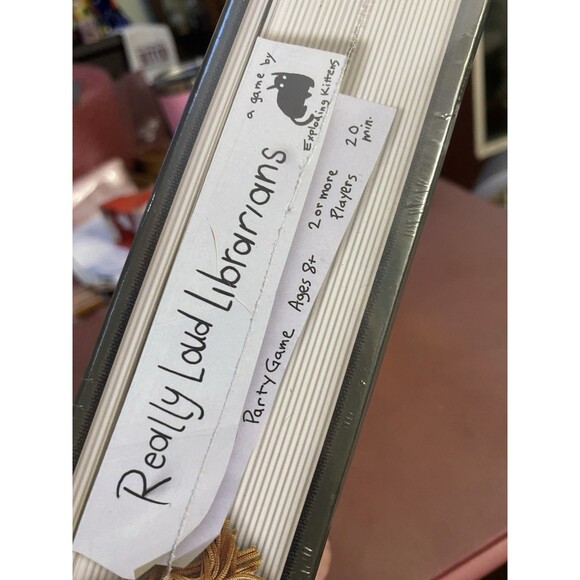 a game by
Exploding Kittens
Really Loud Librarians
Party Game Ages 8+ 2 or more Players 20 min.